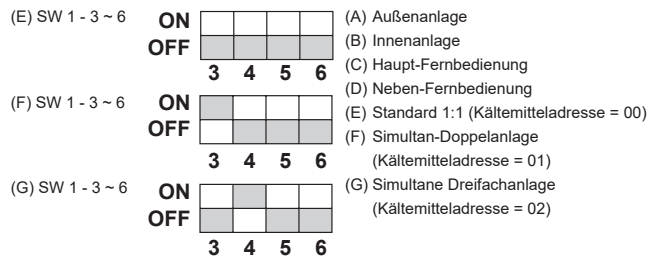 (E) SW 1 - 3 ~ 6
ON
OFF
3 4 5 6
(F) SW 1 - 3 ~ 6
ON
OFF
3 4 5 6
(G) SW 1 - 3 ~ 6
ON
OFF
3 4 5 6
(A) Außenanlage
(B) Innenanlage
(C) Haupt-Fernbedienung
(D) Neben-Fernbedienung
(E) Standard 1:1 (Kältemitteladresse = 00)
(F) Simultan-Doppelanlage
(Kältemitteladresse = 01)
(G) Simultane Dreifachanlage
(Kältemitteladresse = 02)